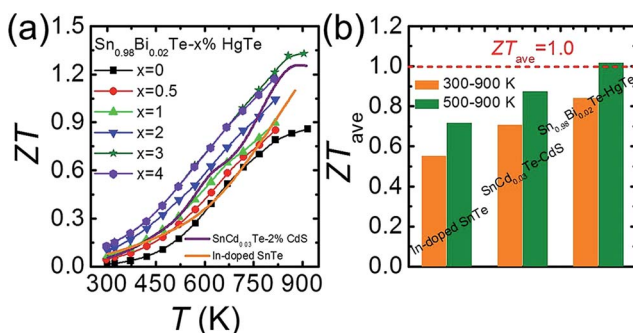 (a)
Sn0.98Bi0.02Te-x% HgTe
x=0
x=0.5
x=1
x=2
x=3
x=4
SnCd0.03Te-2% CdS
In-doped SnTe
1.5
1.2
0.9
0.6
0.3
0.0
ZT
300 450 600 750 900
T (K)
(b)
ZTave=1.0
300-900 K
500-900 K
1.2
1.0
0.8
0.6
0.4
0.2
0.0
ZTave
In-doped SnTe
SnCd0.03Te-CdS
Sn0.98Bi0.02Te-HgTe